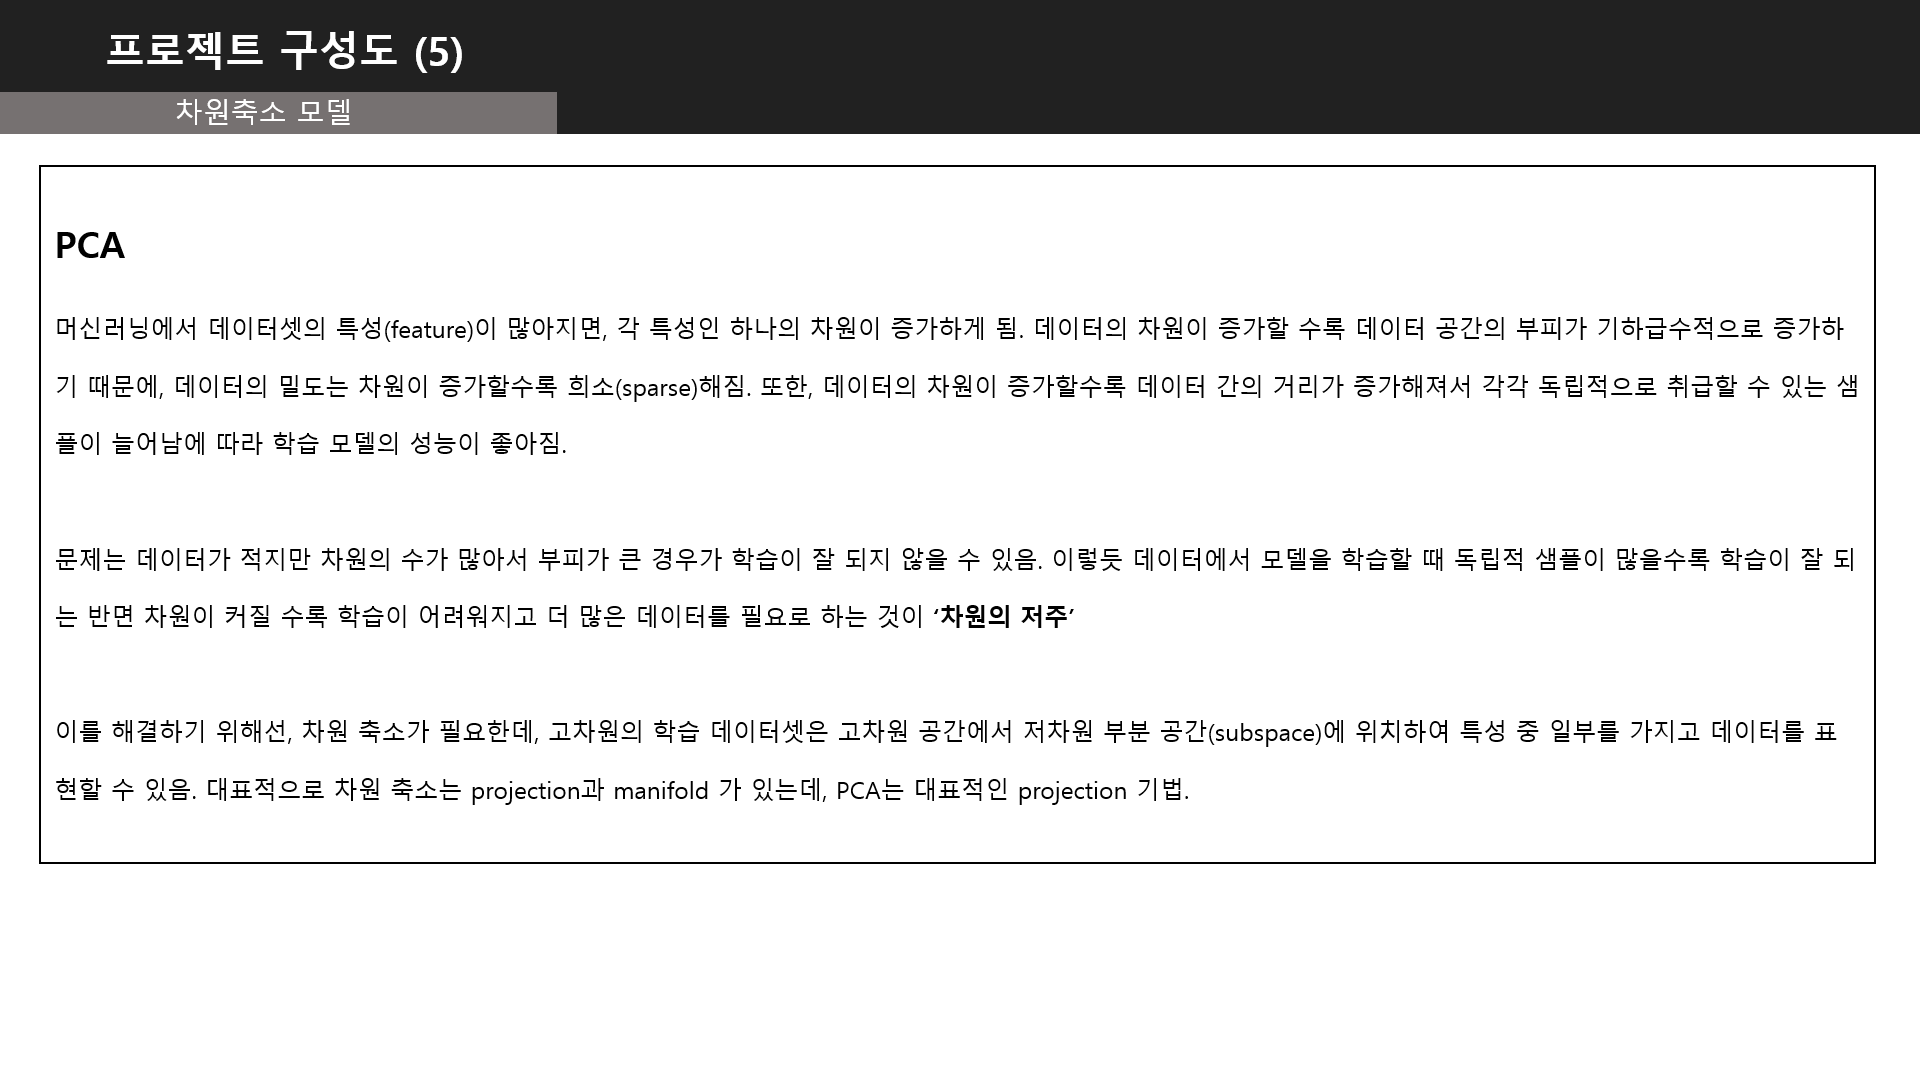 프로젝트 구성도 (5)
차원축소 모델
PCA
머신러닝에서 데이터셋의 특성(feature)이 많아지면, 각 특성인 하나의 차원이 증가하게 됨. 데이터의 차원이 증가할 수록 데이터 공간의 부피가 기하급수적으로 증가하
기 때문에, 데이터의 밀도는 차원이 증가할수록 희소(sparse)해짐. 또한, 데이터의 차원이 증가할수록 데이터 간의 거리가 증가해져서 각각 독립적으로 취급할 수 있는 샘
플이 늘어남에 따라 학습 모델의 성능이 좋아짐.
문제는 데이터가 적지만 차원의 수가 많아서 부피가 큰 경우가 학습이 잘 되지 않을 수 있음. 이렇듯 데이터에서 모델을 학습할 때 독립적 샘플이 많을수록 학습이 잘 되
는 반면 차원이 커질 수록 학습이 어려워지고 더 많은 데이터를 필요로 하는 것이 ‘차원의 저주’
이를 해결하기 위해선, 차원 축소가 필요한데, 고차원의 학습 데이터셋은 고차원 공간에서 저차원 부분 공간(subspace)에 위치하여 특성 중 일부를 가지고 데이터를 표
현할 수 있음. 대표적으로 차원 축소는 projection과 manifold 가 있는데, PCA는 대표적인 projection 기법.